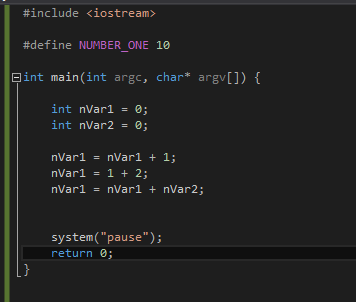 #include <iostream>
#define NUMBER_ONE 10
int main(int argc, char* argv[]) {
int nVar1 = 0;
int nVar2 = 0;
nVar1 = nVar1 + 1;
nVar1 = 1 + 2;
nVar1 = nVar1 + nVar2;
system("pause");
return 0;
}